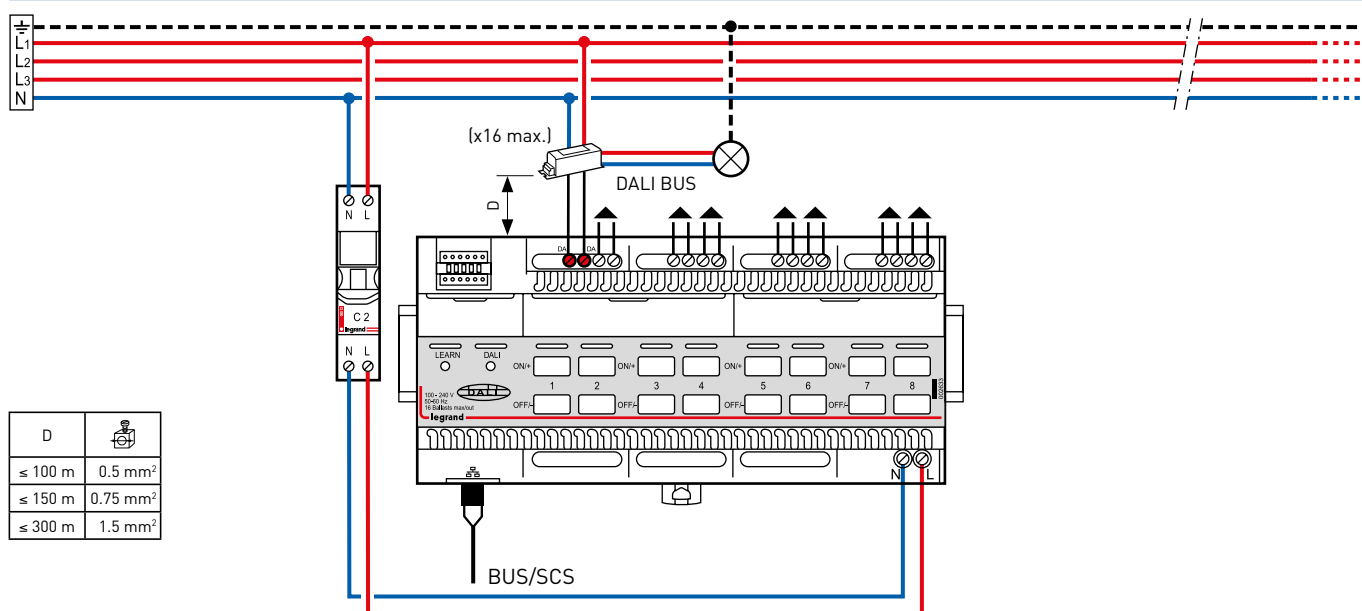 L1
L2
L3
N
(x16 max.)
DALI BUS
D
N L
C 2
legrand
N L
DA DA
LEARN DALI
ON/+ ON/+ ON/+ ON/+
1 2 3 4 5 6 7 8
DALI
100 - 240 V
50-60 Hz
16 Ballasts max/out
OFF/- OFF/- OFF/- OFF/-
legrand
002633
N L
BUS/SCS
D
≤ 100 m 0.5 mm²
≤ 150 m 0.75 mm²
≤ 300 m 1.5 mm²